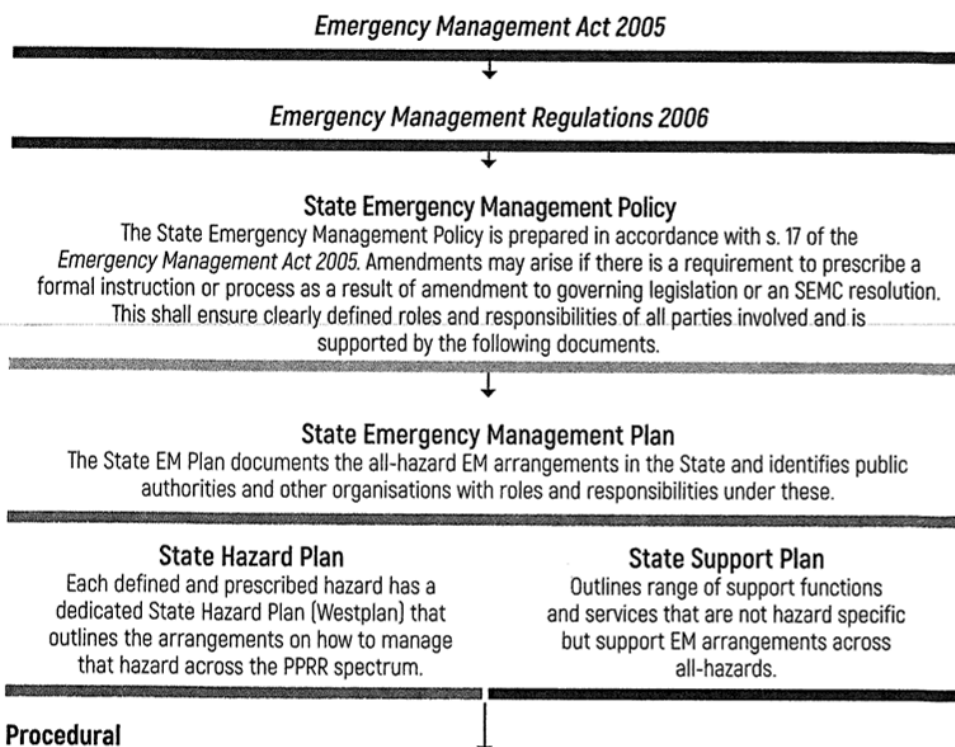 Emergency Management Act 2005
Emergency Management Regulations 2006
State Emergency Management Policy
The State Emergency Management Policy is prepared in accordance with s. 17 of the
Emergency Management Act 2005. Amendments may arise if there is a requirement to prescribe a
formal instruction or process as a result of amendment to governing legislation or an SEMC resolution.
This shall ensure clearly defined roles and responsibilities of all parties involved and is
supported by the following documents.
State Emergency Management Plan
The State EM Plan documents the all-hazard EM arrangements in the State and identifies public
authorities and other organisations with roles and responsibilities under these.
State Hazard Plan
Each defined and prescribed hazard has a
dedicated State Hazard Plan (Westplan) that
outlines the arrangements on how to manage
that hazard across the PPRR spectrum.
State Support Plan
Outlines range of support functions
and services that are not hazard specific
but support EM arrangements across
all-hazards.
Procedural